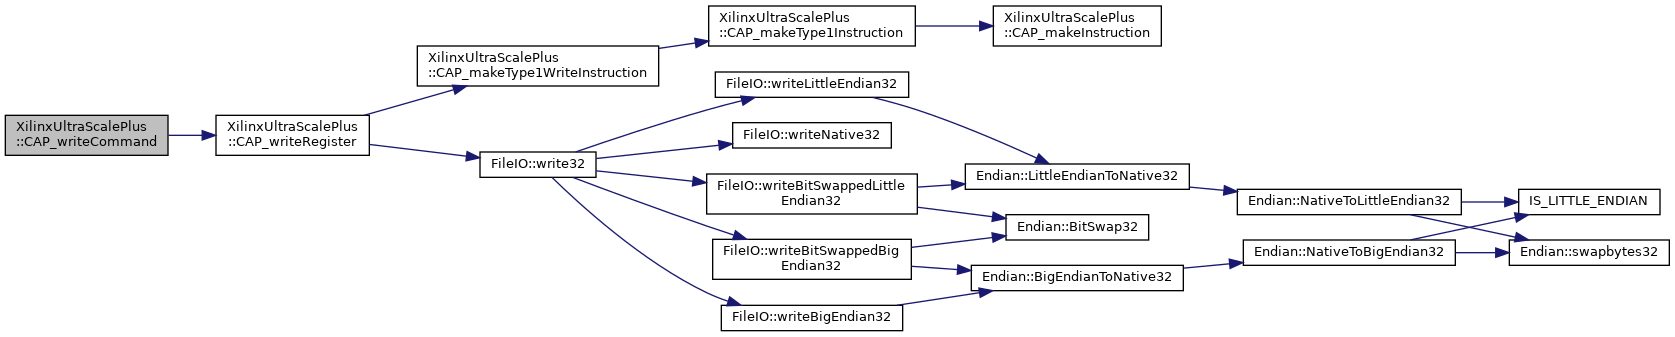 XilinxUltraScalePlus
::CAP_writeCommand
XilinxUltraScalePlus
::CAP_writeRegister
XilinxUltraScalePlus
::CAP_makeType1WriteInstruction
XilinxUltraScalePlus
::CAP_makeType1Instruction
XilinxUltraScalePlus
::CAP_makeInstruction
FileIO::write32
FileIO::writeLittleEndian32
FileIO::writeNative32
FileIO::writeBitSwappedLittle
Endian32
FileIO::writeBitSwappedBig
Endian32
FileIO::writeBigEndian32
Endian::LittleEndianToNative32
Endian::BitSwap32
Endian::BigEndianToNative32
Endian::NativeToLittleEndian32
Endian::NativeToBigEndian32
IS_LITTLE_ENDIAN
Endian::swapbytes32